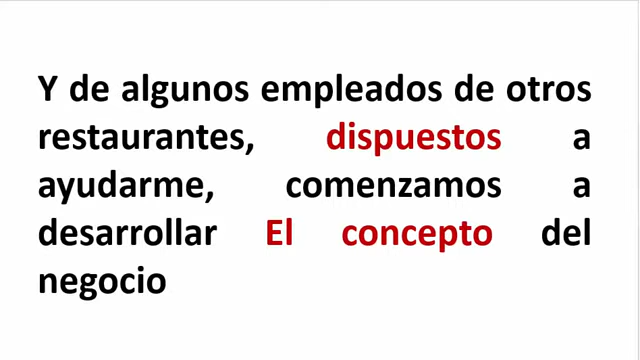 Y de algunos empleados de otros
restaurantes, dispuestos a
ayudarme, comenzamos a
desarrollar El concepto del
negocio